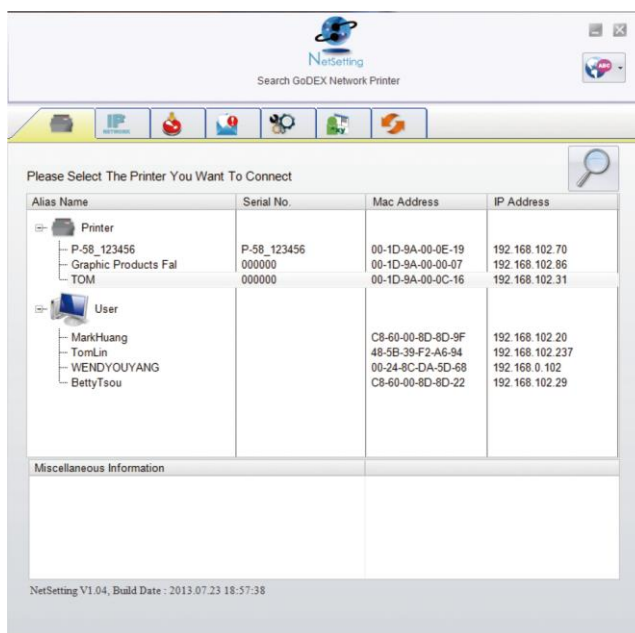 NetSetting
Search GoDEX Network Printer
ABC
IP
NETWORK
Please Select The Printer You Want To Connect
Alias Name Serial No. Mac Address IP Address
Printer
P-58_123456 P-58_123456 00-1D-9A-00-0E-19 192.168.102.70
Graphic Products Fal 000000 00-1D-9A-00-00-07 192.168.102.86
TOM 000000 00-1D-9A-00-0C-16 192.168.102.31
User
MarkHuang C8-60-00-8D-8D-9F 192.168.102.20
TomLin 48-5B-39-F2-A6-94 192.168.102.237
WENDYOUYANG 00-24-8C-DA-5D-68 192.168.0.102
BettyTsou C8-60-00-8D-8D-22 192.168.102.29
Miscellaneous Information
NetSetting V1.04, Build Date : 2013.07.23 18:57:38